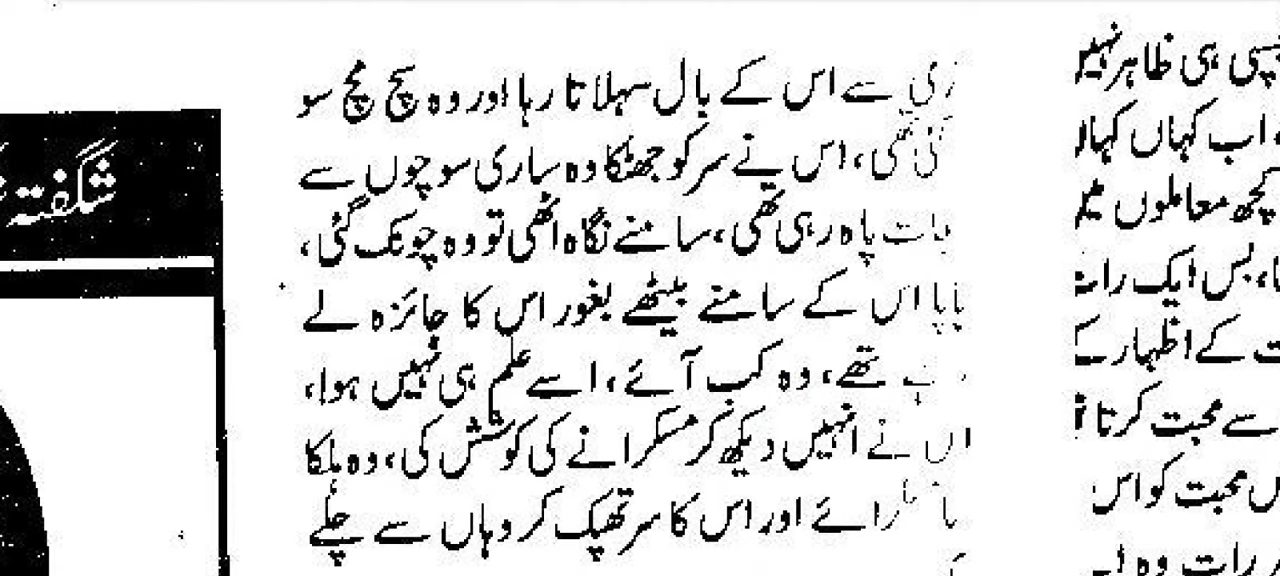 پسی ہی ظاہر نہیں
، اب کہاں کہاں
کچھ معاملوں میں
، بس ایک رات
ت کے اظہار کے
سے محبت کرتا
محبت کو اس
رات وہ
نرمی سے اس کے بال سہلاتا رہا اور وہ سچ مچ سو
گئی تھی، اس نے سر کو جھٹکا وہ ساری سوچوں سے
نجات پا رہی تھی، سامنے نگاہ اٹھی تو وہ چونک گئی،
بابا اس کے سامنے بیٹھے بغور اس کا جائزہ لے
تھے، وہ کب آئے، اسے علم ہی نہیں ہوا،
اس نے انہیں دیکھ کر مسکرانے کی کوشش کی، وہ ہلکا
سا مسکرائے اور اس کا سر تھپک کر وہاں سے چلے
شگفتہ